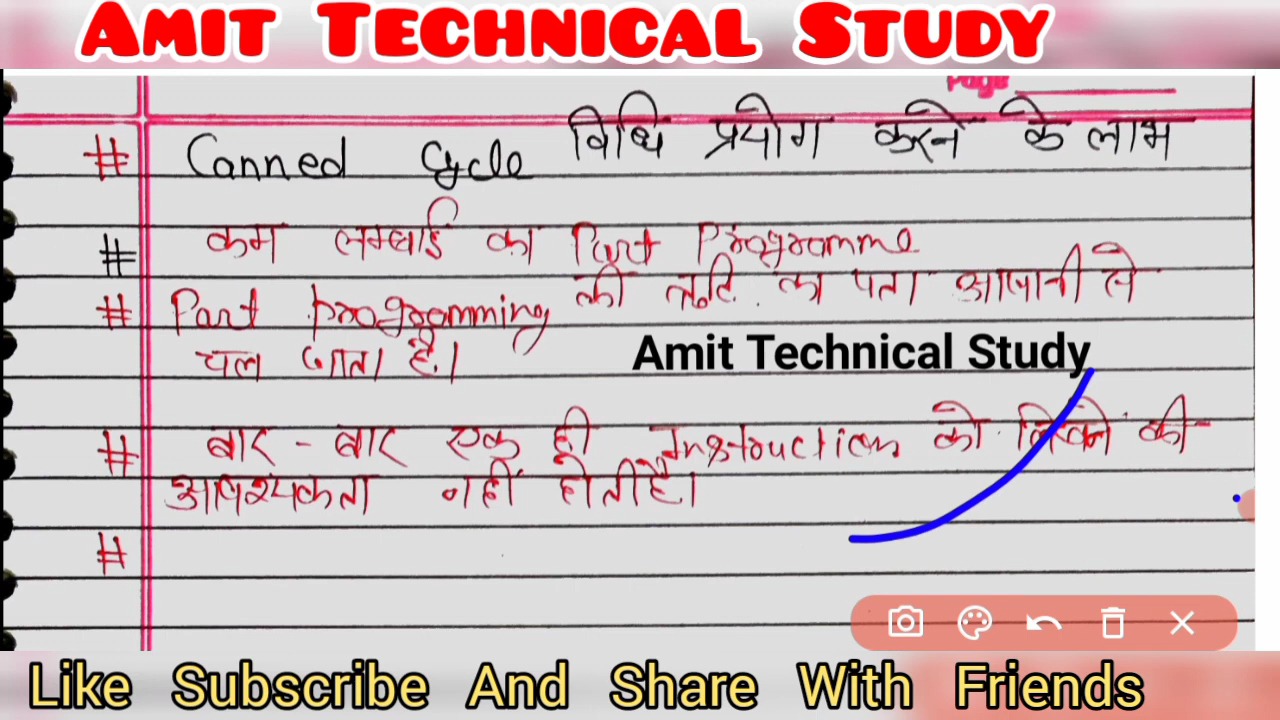 AMIT TECHNICAL STUDY
Page
# Canned Cycle विधि प्रयोग करने के लाभ
# कम लम्बाई का Part Programme
# Part programming की त्रुटि का पता आसानी से
चल जाता है।
Amit Technical Study
# बार - बार एक ही Instruction को लिखने की
आवश्यकता नहीं होती है।
#
Like Subscribe And Share With Friends